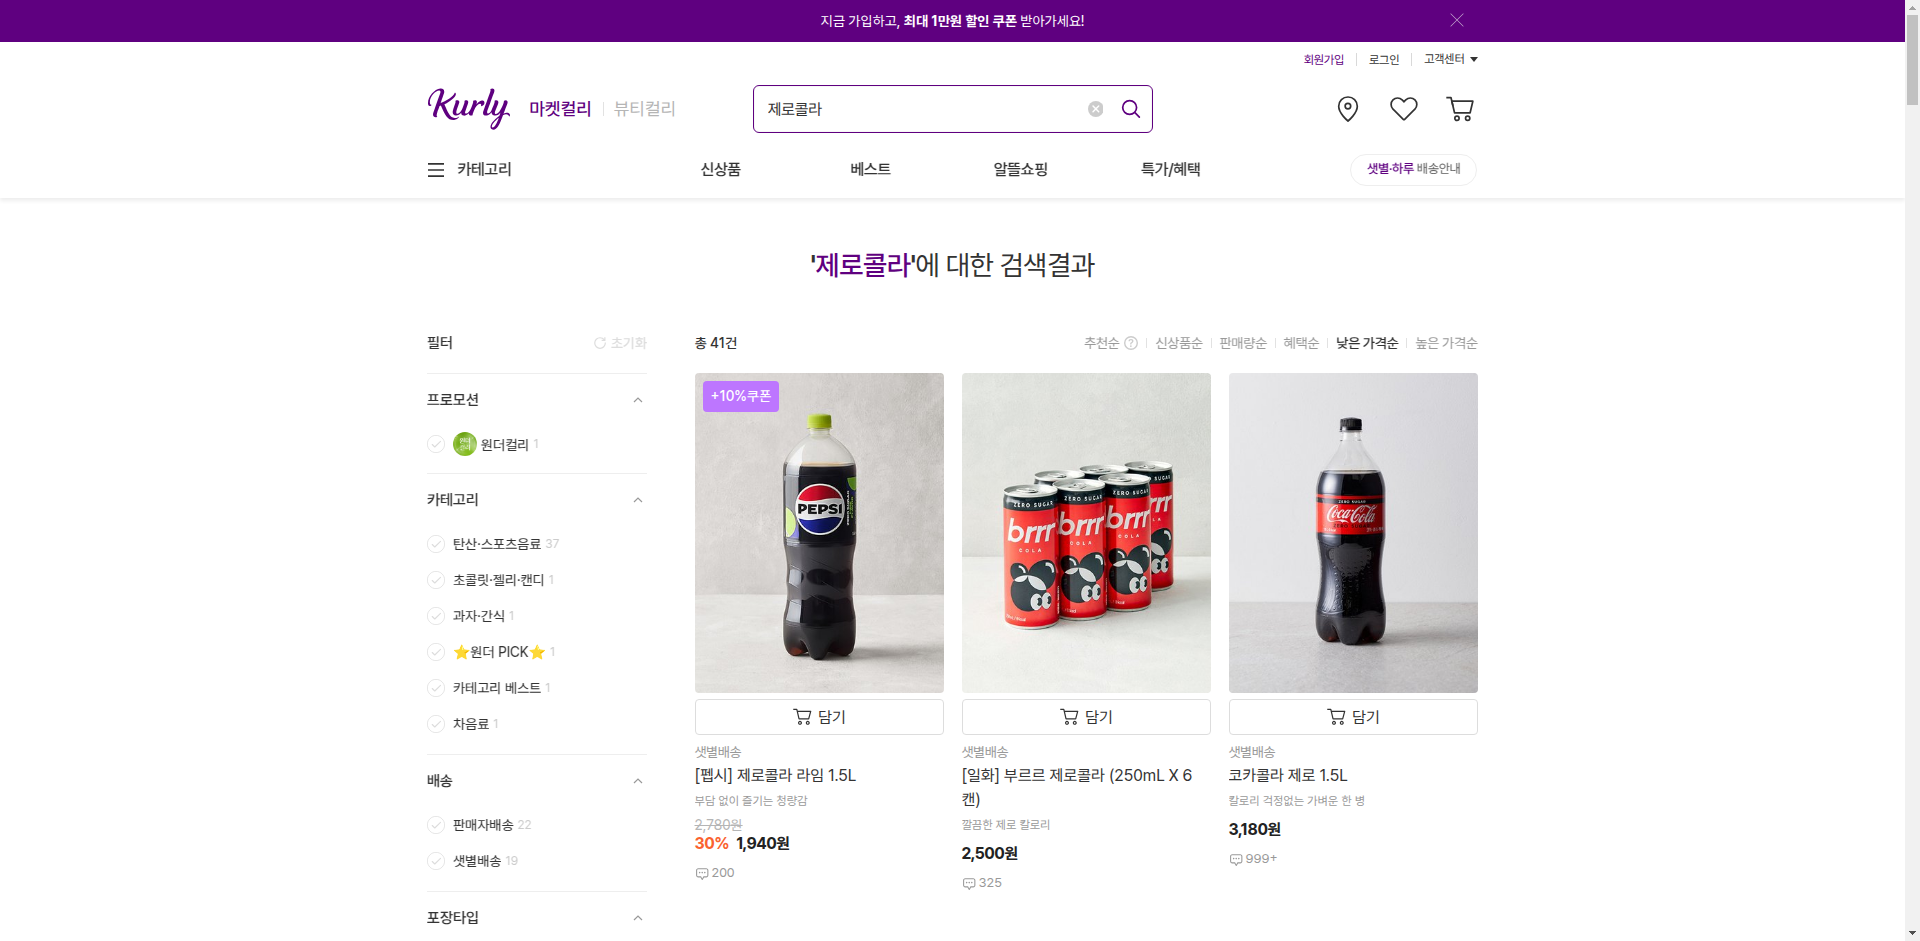 지금 가입하고, 최대 1만원 할인 쿠폰 받아가세요!
회원가입
로그인
고객센터
Kurly
마켓컬리
뷰티컬리
제로콜라
카테고리
신상품
베스트
알뜰쇼핑
특가/혜택
샛별·하루 배송안내
'제로콜라'에 대한 검색결과
필터
초기화
총 41건
추천순
신상품순
판매량순
혜택순
낮은 가격순
높은 가격순
프로모션
원더컬리 1
카테고리
탄산·스포츠음료 37
초콜릿·젤리·캔디 1
과자·간식 1
⭐원더 PICK⭐ 1
카테고리 베스트 1
차음료 1
배송
판매자배송 22
샛별배송 19
포장타입
+10%쿠폰
PEPSI
담기
샛별배송
[펩시] 제로콜라 라임 1.5L
부담 없이 즐기는 청량감
2,780원
30% 1,940원
200
ZERO SUGAR
brrr
COLA
ZERO SUGAR
brrr
ZERO SUGAR
brrr
담기
샛별배송
[일화] 부르르 제로콜라 (250mL X 6
캔)
깔끔한 제로 칼로리
2,500원
325
ZERO SUGAR
Coca-Cola
ZERO SUGAR
담기
샛별배송
코카콜라 제로 1.5L
칼로리 걱정없는 가벼운 한 병
3,180원
999+